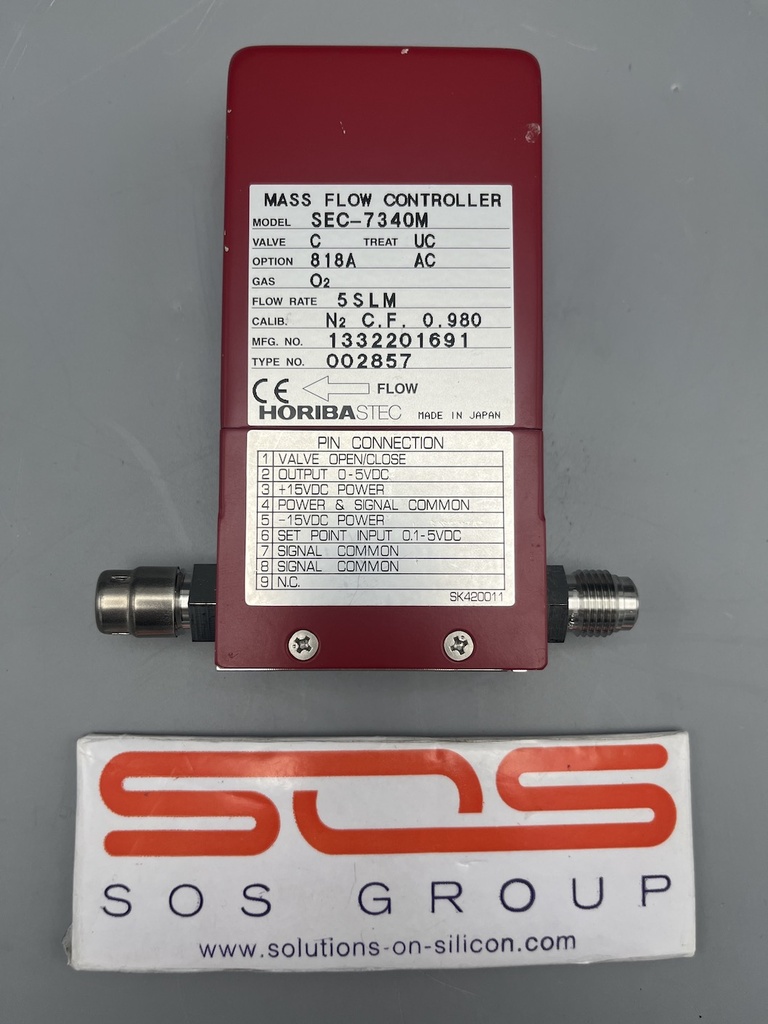 MASS FLOW CONTROLLER
MODEL SEC-7340M
VALVE C TREAT UC
OPTION 818A AC
GAS O2
FLOW RATE 5SLM
CALIB. N2 C.F. 0.980
MFG. NO. 1332201691
TYPE NO. 002857
CE FLOW
HORIBASTEC MADE IN JAPAN
PIN CONNECTION
1 VALVE OPEN/CLOSE
2 OUTPUT 0-5VDC
3 +15VDC POWER
4 POWER & SIGNAL COMMON
5 -15VDC POWER
6 SET POINT INPUT 0.1-5VDC
7 SIGNAL COMMON
8 SIGNAL COMMON
9 N.C.
SK420011
SOS
SOS GROUP
www.solutions-on-silicon.com